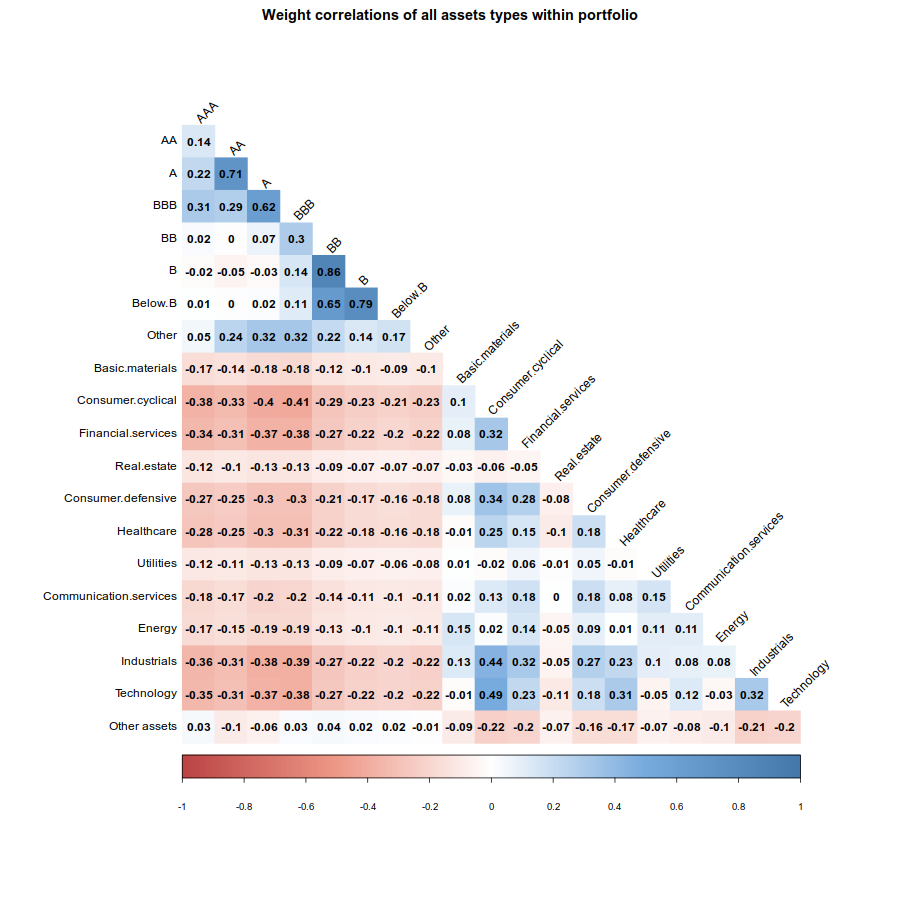 Weight correlations of all assets types within portfolio
AAA
AA 0.14 AA
A 0.22 0.71 A
BBB 0.31 0.29 0.62 BBB
BB 0.02 0 0.07 0.3 BB
B -0.02 -0.05 -0.03 0.14 0.86 B
Below.B 0.01 0 0.02 0.11 0.65 0.79 Below.B
Other 0.05 0.24 0.32 0.32 0.22 0.14 0.17 Other
Basic.materials -0.17 -0.14 -0.18 -0.18 -0.12 -0.1 -0.09 -0.1 Basic.materials
Consumer.cyclical -0.38 -0.33 -0.4 -0.41 -0.29 -0.23 -0.21 -0.23 0.1 Consumer.cyclical
Financial.services -0.34 -0.31 -0.37 -0.38 -0.27 -0.22 -0.2 -0.22 0.08 0.32 Financial.services
Real.estate -0.12 -0.1 -0.13 -0.13 -0.09 -0.07 -0.07 -0.07 -0.03 -0.06 -0.05 Real.estate
Consumer.defensive -0.27 -0.25 -0.3 -0.3 -0.21 -0.17 -0.16 -0.18 0.08 0.34 0.28 -0.08 Consumer.defensive
Healthcare -0.28 -0.25 -0.3 -0.31 -0.22 -0.18 -0.16 -0.18 -0.01 0.25 0.15 -0.1 0.18 Healthcare
Utilities -0.12 -0.11 -0.13 -0.13 -0.09 -0.07 -0.06 -0.08 0.01 -0.02 0.06 -0.01 0.05 -0.01 Utilities
Communication.services -0.18 -0.17 -0.2 -0.2 -0.14 -0.11 -0.1 -0.11 0.02 0.13 0.18 0 0.18 0.08 0.15 Communication.services
Energy -0.17 -0.15 -0.19 -0.19 -0.13 -0.1 -0.1 -0.11 0.15 0.02 0.14 -0.05 0.09 0.01 0.11 0.11 Energy
Industrials -0.36 -0.31 -0.38 -0.39 -0.27 -0.22 -0.2 -0.22 0.13 0.44 0.32 -0.05 0.27 0.23 0.1 0.08 0.08 Industrials
Technology -0.35 -0.31 -0.37 -0.38 -0.27 -0.22 -0.2 -0.22 -0.01 0.49 0.23 -0.11 0.18 0.31 -0.05 0.12 -0.03 0.32 Technology
Other assets 0.03 -0.1 -0.06 0.03 0.04 0.02 0.02 -0.01 -0.09 -0.22 -0.2 -0.07 -0.16 -0.17 -0.07 -0.08 -0.1 -0.21 -0.2
-1 -0.8 -0.6 -0.4 -0.2 0 0.2 0.4 0.6 0.8 1